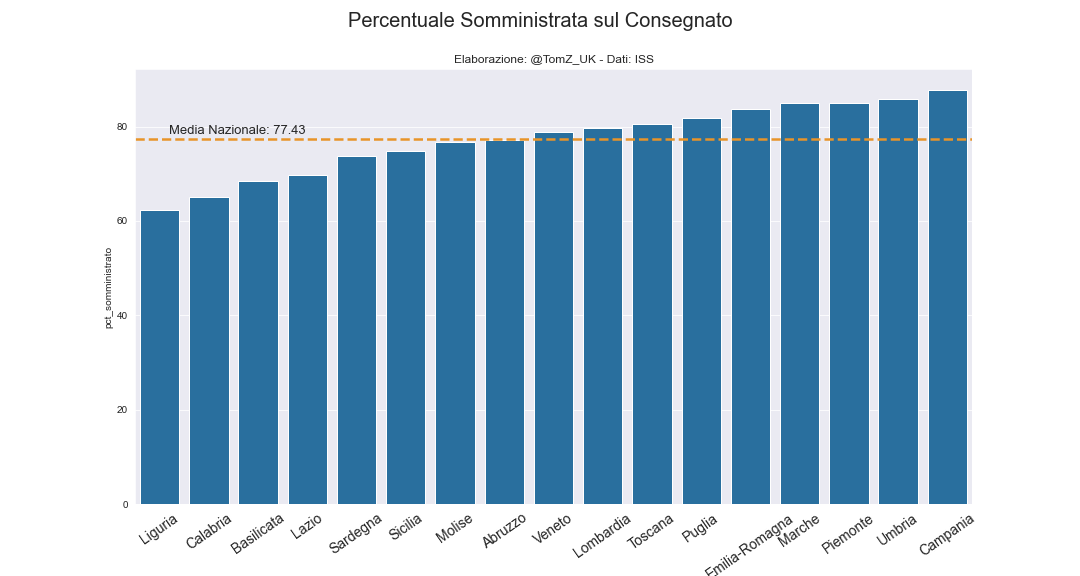 Percentuale Somministrata sul Consegnato
Elaborazione: @TomZ_UK - Dati: ISS
Media Nazionale: 77.43
pct_somministrato
80
60
40
20
0
Liguria
Calabria
Basilicata
Lazio
Sardegna
Sicilia
Molise
Abruzzo
Veneto
Lombardia
Toscana
Puglia
Emilia-Romagna
Marche
Piemonte
Umbria
Campania